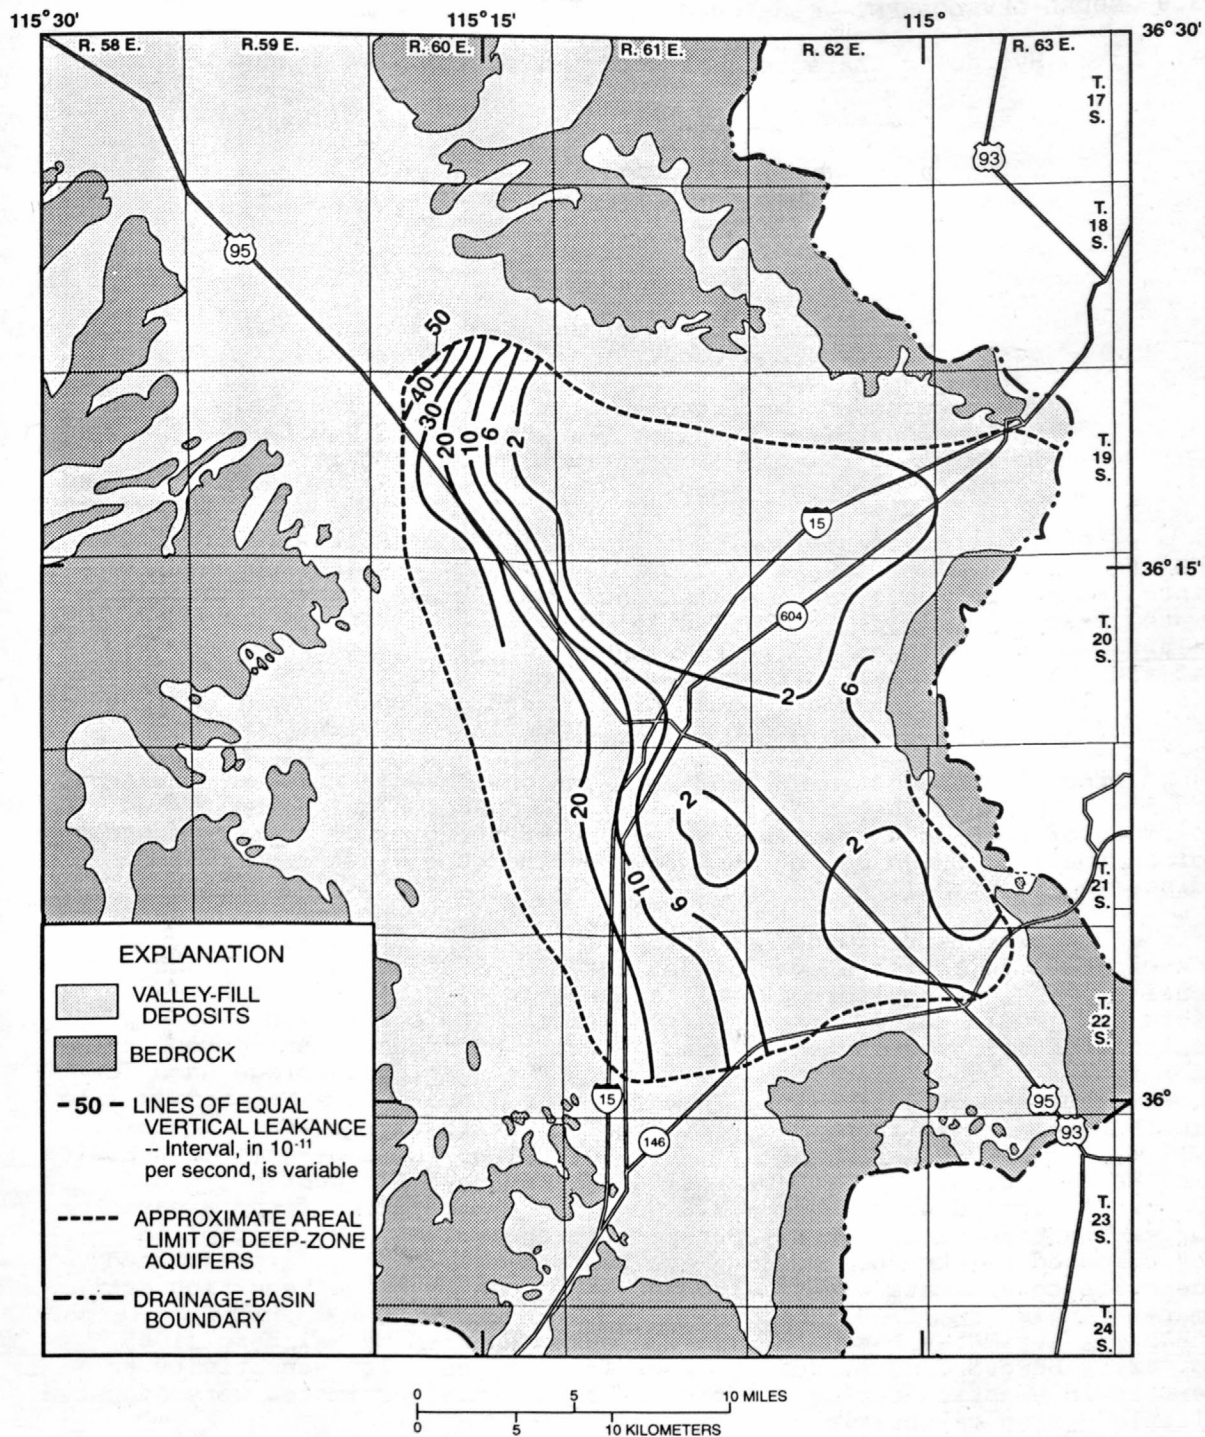 115°30' 115°15' 115° 36°30'
R. 58 E. R.59 E. R. 60 E. R. 61 E. R. 62 E. R. 63 E.
T.
17
S.
93
T.
18
S.
95
50
40
30
20
10
6
2
T.
19
S.
15
36°15'
604
T.
20
S.
6
2
2
20
2
T.
21
S.
10
6
EXPLANATION
VALLEY-FILL
DEPOSITS
BEDROCK
-50- LINES OF EQUAL
VERTICAL LEAKANCE
-- Interval, in 10⁻¹¹
per second, is variable
APPROXIMATE AREAL
LIMIT OF DEEP-ZONE
AQUIFERS
DRAINAGE-BASIN
BOUNDARY
T.
22
S.
15
95
36°
93
146
T.
23
S.
T.
24
S.
0 5 10 MILES
0 5 10 KILOMETERS